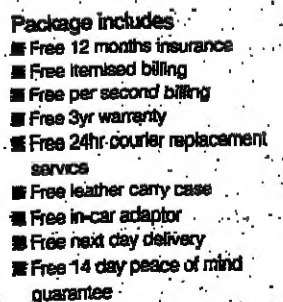 Package includes
■ Free 12 months insurance
■ Free itemised billing
■ Free per second billing
■ Free 3yr warranty
■ Free 24hr courier replacement
service
■ Free leather carry case
■ Free in-car adaptor
■ Free next day delivery
■ Free 14 day peace of mind
guarantee